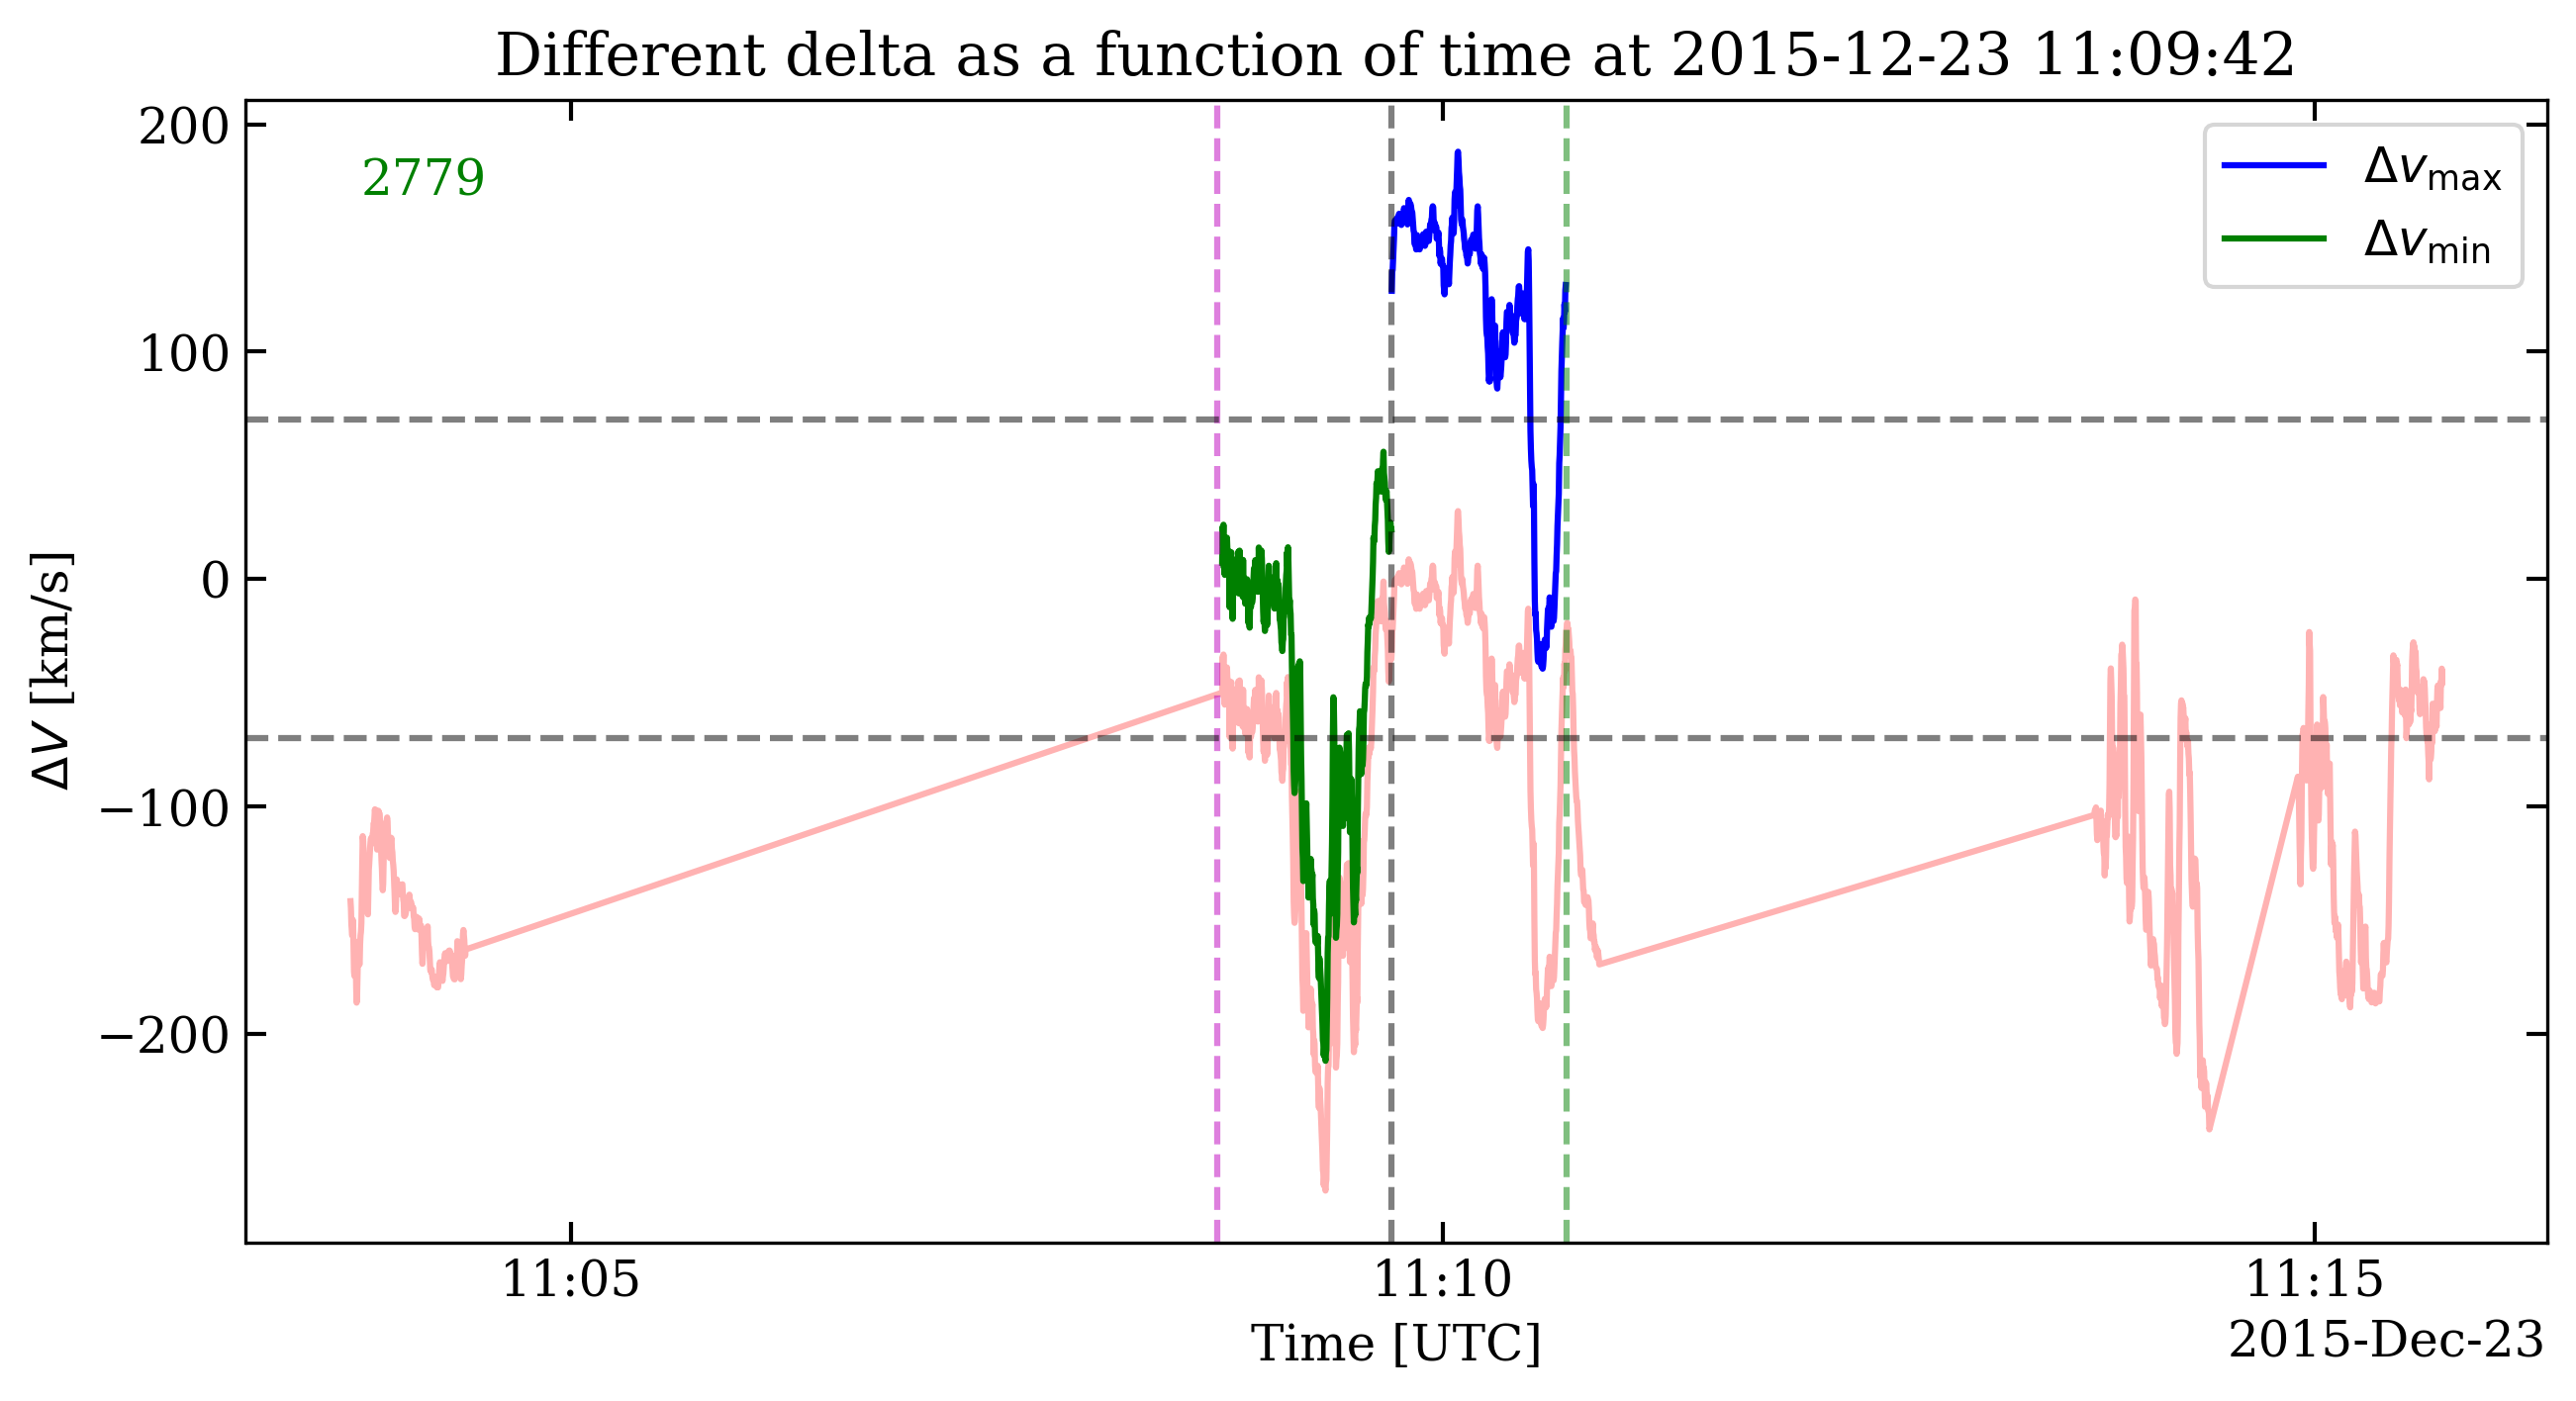 Different delta as a function of time at 2015-12-23 11:09:42
2779
Δv_max
Δv_min
200
100
0
−100
−200
ΔV [km/s]
11:05
11:10
11:15
Time [UTC]
2015-Dec-23